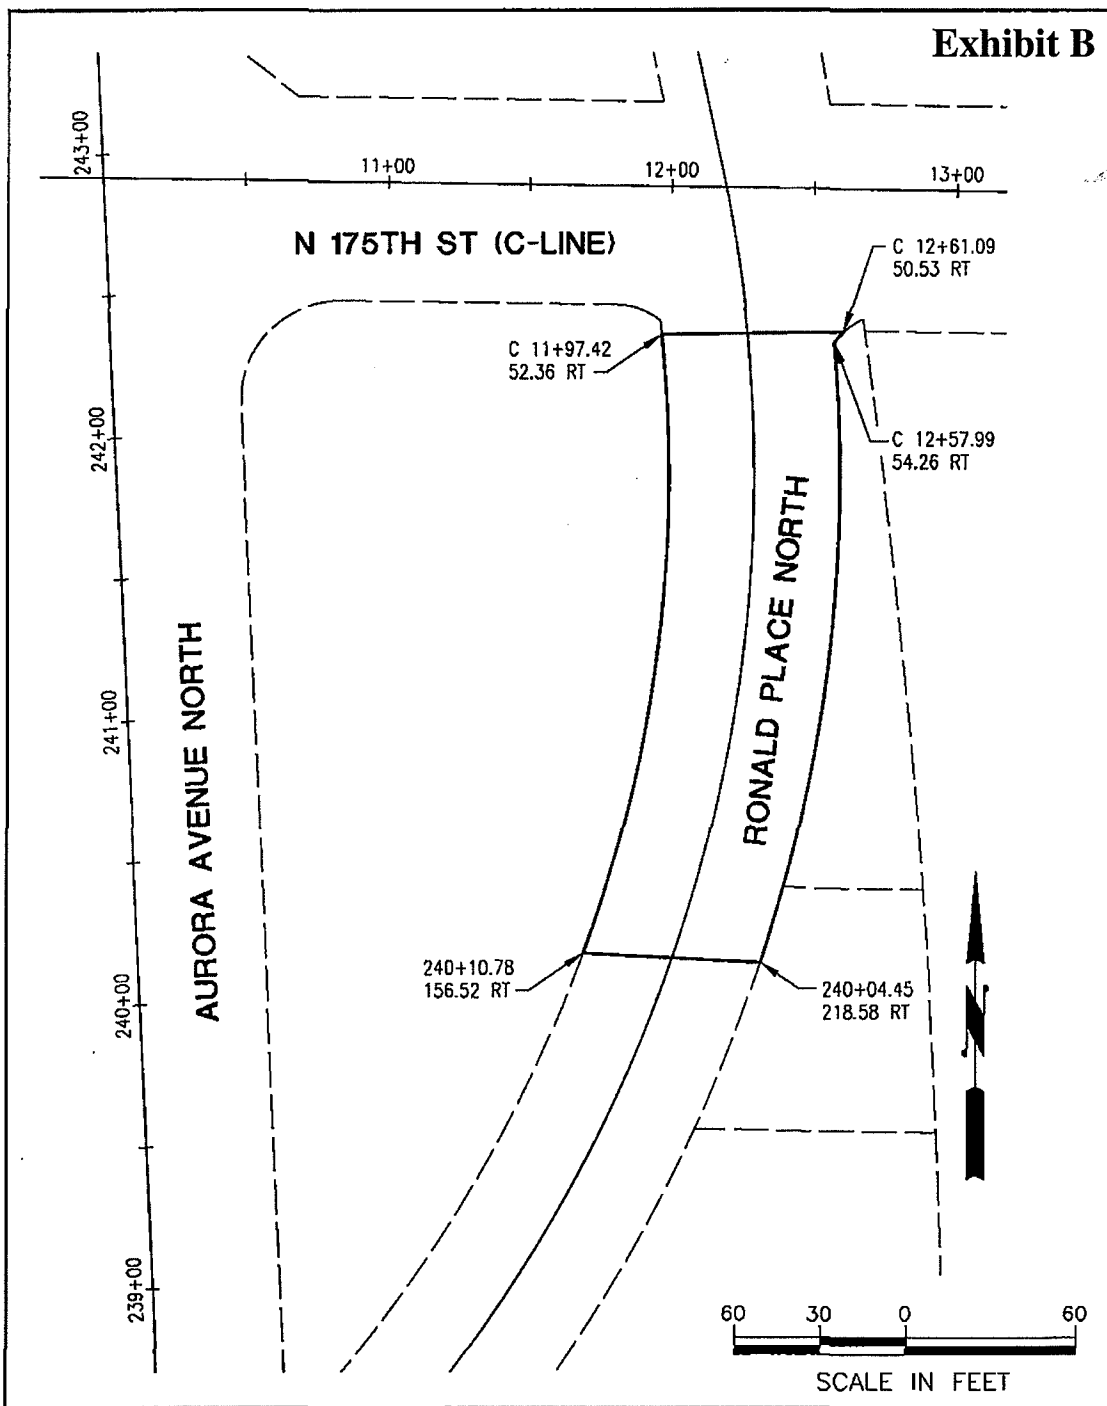 Exhibit B
243+00
11+00
12+00
13+00
N 175TH ST (C-LINE)
C 12+61.09
50.53 RT
C 11+97.42
52.36 RT
C 12+57.99
54.26 RT
242+00
RONALD PLACE NORTH
241+00
AURORA AVENUE NORTH
240+10.78
156.52 RT
240+04.45
218.58 RT
240+00
N
239+00
60 30 0 60
SCALE IN FEET